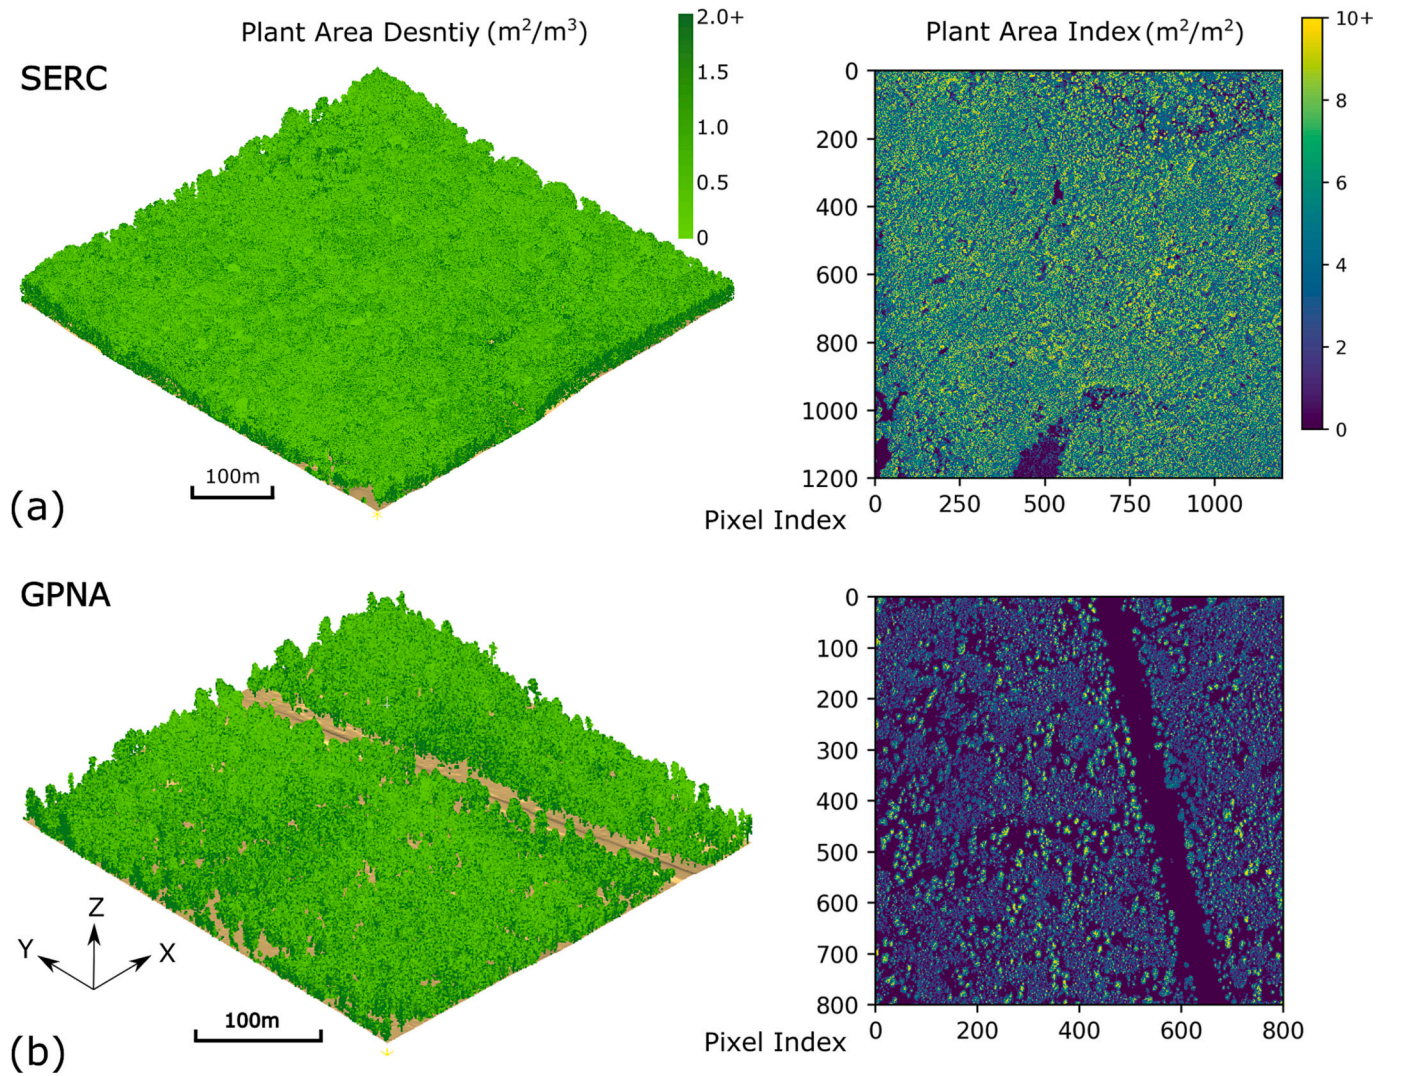 Plant Area Desntiy (m²/m³)
SERC
2.0+
1.5
1.0
0.5
0
100m
(a)
Plant Area Index (m²/m²)
0
200
400
600
800
1000
1200
0 250 500 750 1000
Pixel Index
10+
8
6
4
2
0
GPNA
Z
Y X
100m
(b)
0
100
200
300
400
500
600
700
800
0 200 400 600 800
Pixel Index